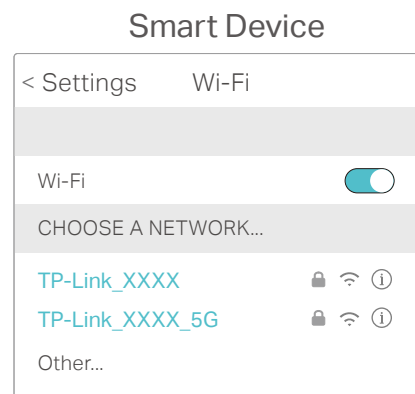 Smart Device
< Settings Wi-Fi
Wi-Fi
CHOOSE A NETWORK...
TP-Link_XXXX
TP-Link_XXXX_5G
Other...